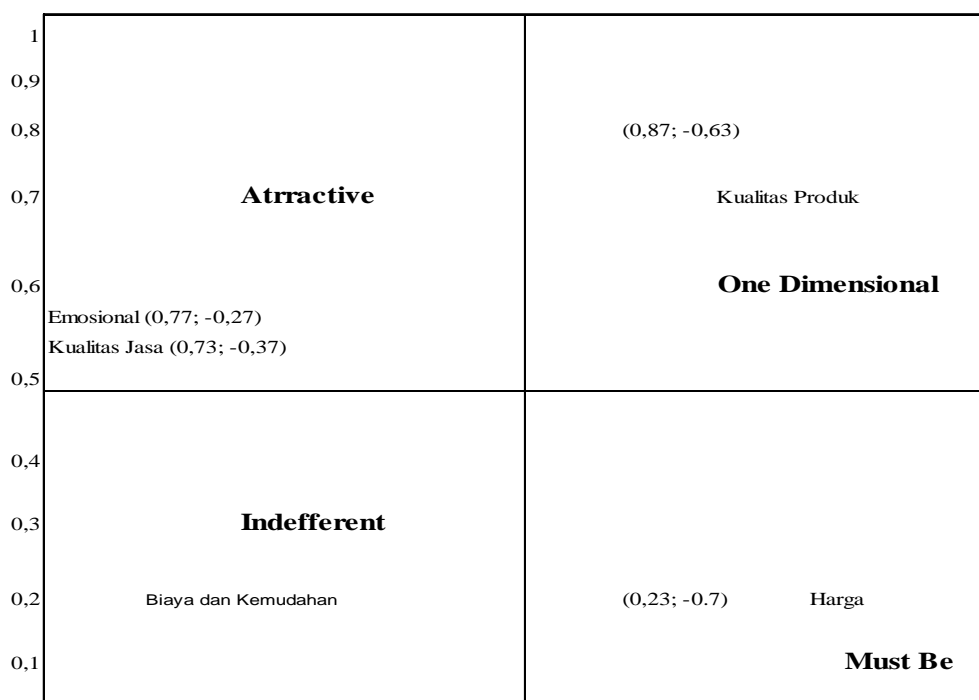 1
0,9
0,8
(0,87; -0,63)
0,7
Atrractive
Kualitas Produk
0,6
One Dimensional
Emosional (0,77; -0,27)
Kualitas Jasa (0,73; -0,37)
0,5
0,4
0,3
Indefferent
0,2
Biaya dan Kemudahan
(0,23; -0.7)
Harga
0,1
Must Be